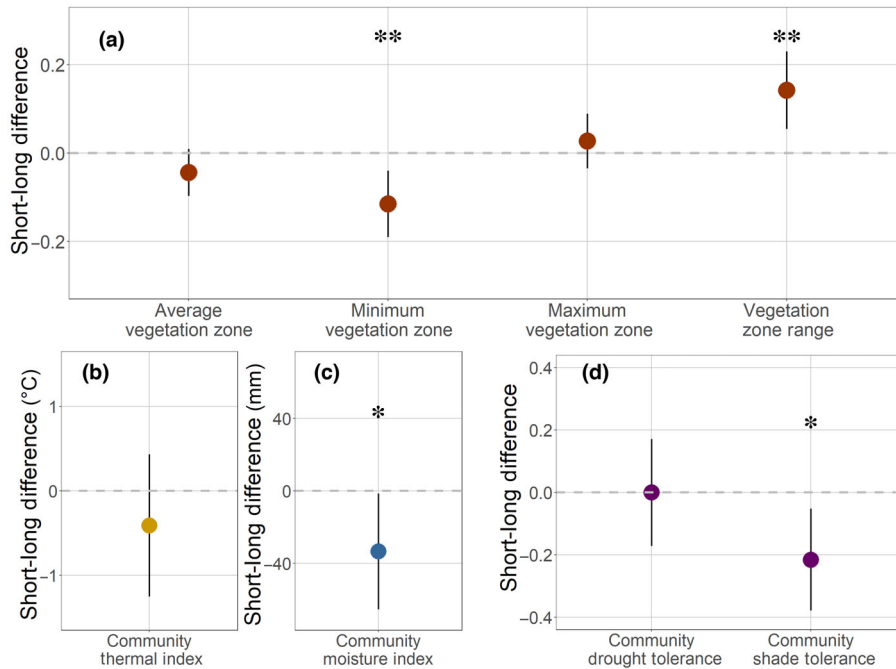 (a)
**
**
Short-long difference
0.2
0.0
−0.2
Average
vegetation zone
Minimum
vegetation zone
Maximum
vegetation zone
Vegetation
zone range
(b)
Short-long difference (°C)
1
0
−1
Community
thermal index
(c)
*
Short-long difference (mm)
40
0
−40
Community
moisture index
(d)
*
Short-long difference
0.4
0.2
0.0
−0.2
−0.4
Community
drought tolerance
Community
shade tolerance